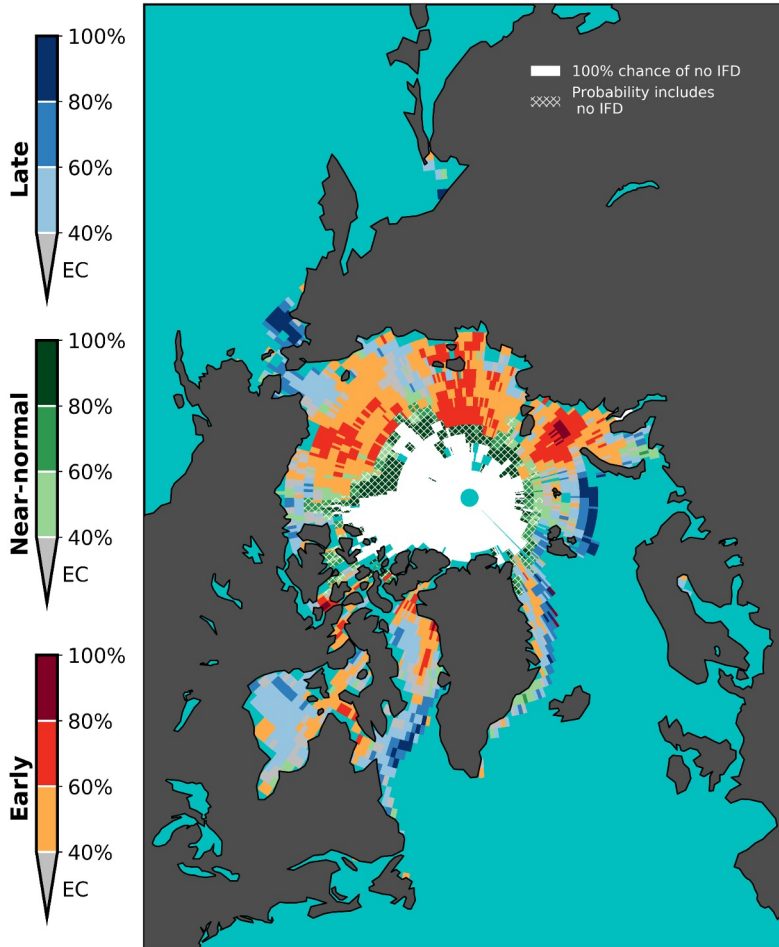 100%
80%
60%
40%
EC
Late
100%
80%
60%
40%
EC
Near-normal
100%
80%
60%
40%
EC
Early
100% chance of no IFD
Probability includes
no IFD